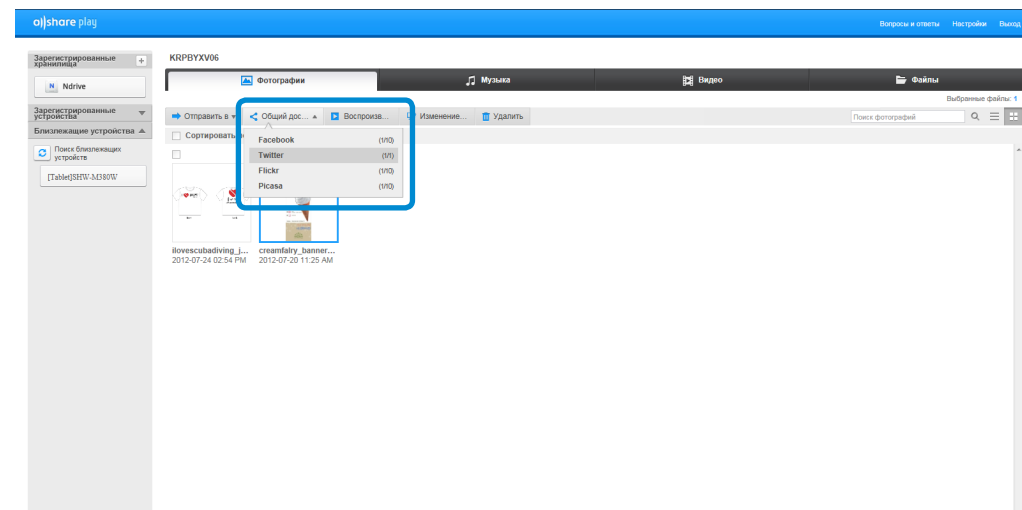 allshare play
Вопросы и ответы Настройки Выход
Зарегистрированные
хранилища
KRPBYXV06
N Ndrive
Фотографии Музыка Видео Файлы
Выбранные файлы: 1
Зарегистрированные
устройства
Отправить в Общий дос... Воспроизв... Изменение... Удалить
Поиск фотографий
Близлежащие устройства
Сортировать
Поиск близлежащих
устройств
[Tablet]SHW-M380W
Facebook (1/10)
Twitter (1/1)
Flickr (1/10)
Picasa (1/10)
ilovescubadiving_j... creamfalry_banner...
2012-07-24 02:54 PM 2012-07-20 11:25 AM